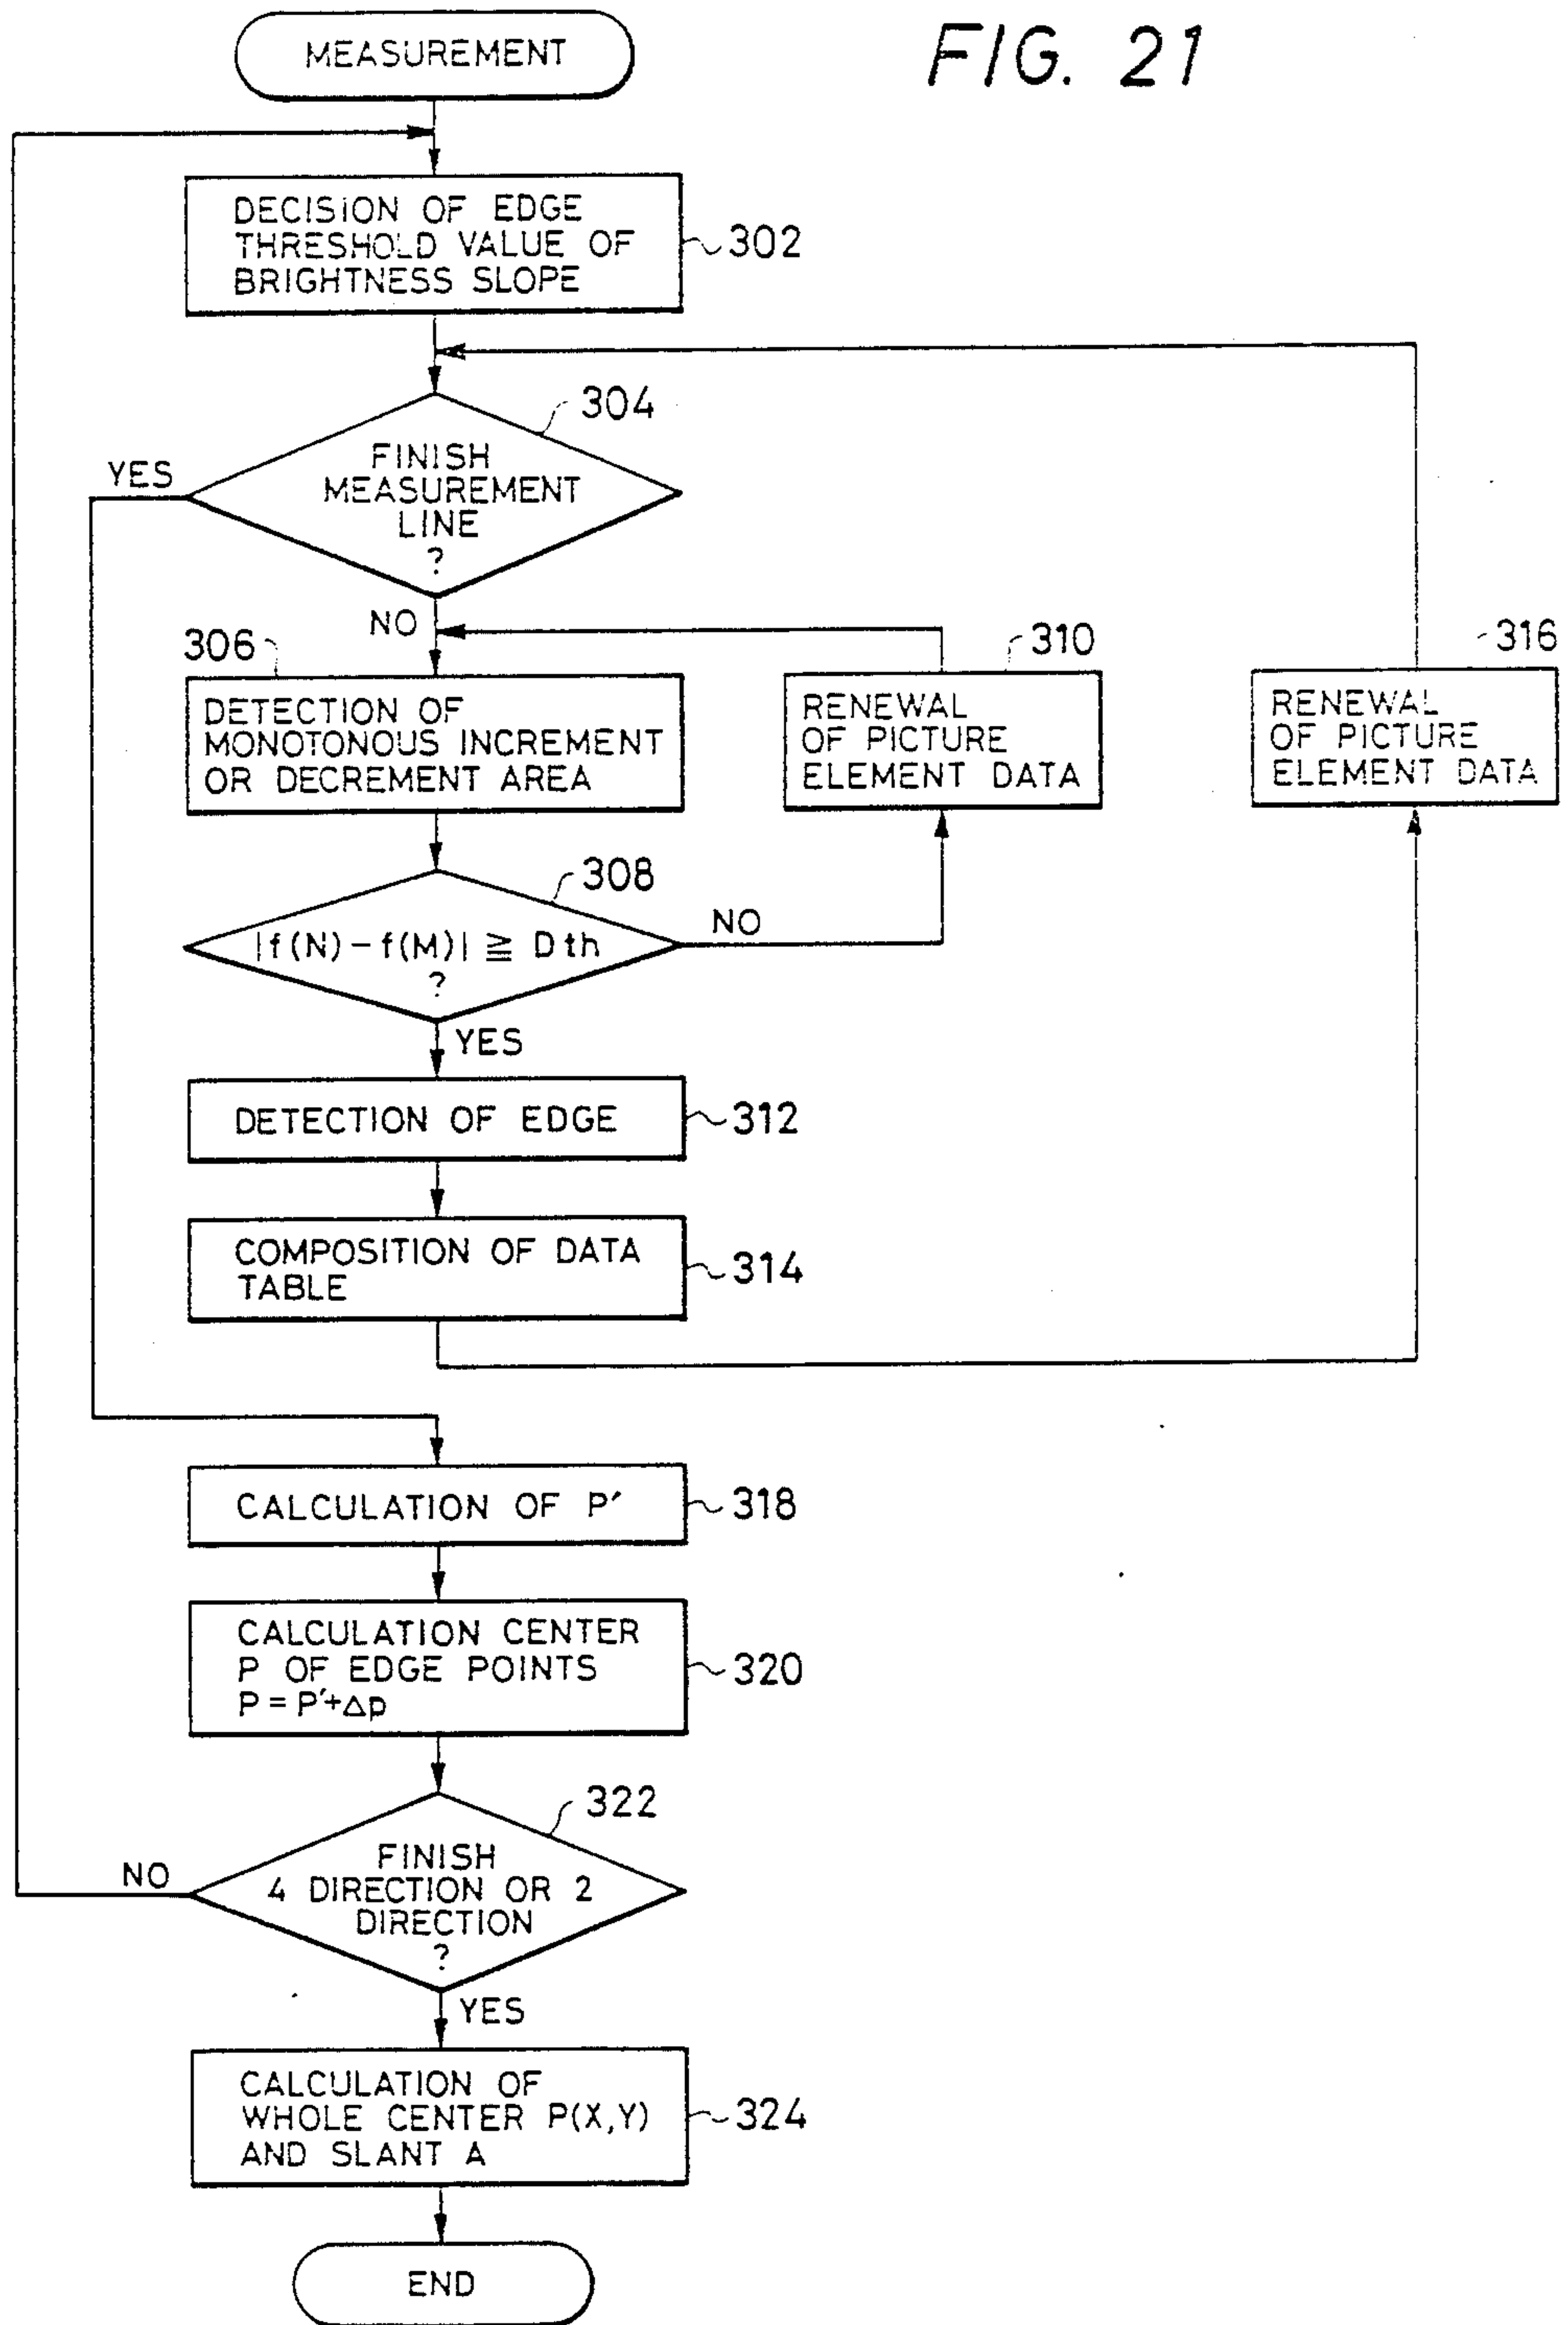 FIG. 21
MEASUREMENT
DECISION OF EDGE
THRESHOLD VALUE OF
BRIGHTNESS SLOPE
302
304
FINISH
MEASUREMENT
LINE
?
YES
NO
306
DETECTION OF
MONOTONOUS INCREMENT
OR DECREMENT AREA
310
RENEWAL
OF PICTURE
ELEMENT DATA
316
RENEWAL
OF PICTURE
ELEMENT DATA
308
|f(N)-f(M)| ≧ Dth
?
NO
YES
DETECTION OF EDGE
312
COMPOSITION OF DATA
TABLE
314
CALCULATION OF P′
318
CALCULATION CENTER
P OF EDGE POINTS
P=P′+Δp
320
322
FINISH
4 DIRECTION OR 2
DIRECTION
?
NO
YES
CALCULATION OF
WHOLE CENTER P(X,Y)
AND SLANT A
324
END